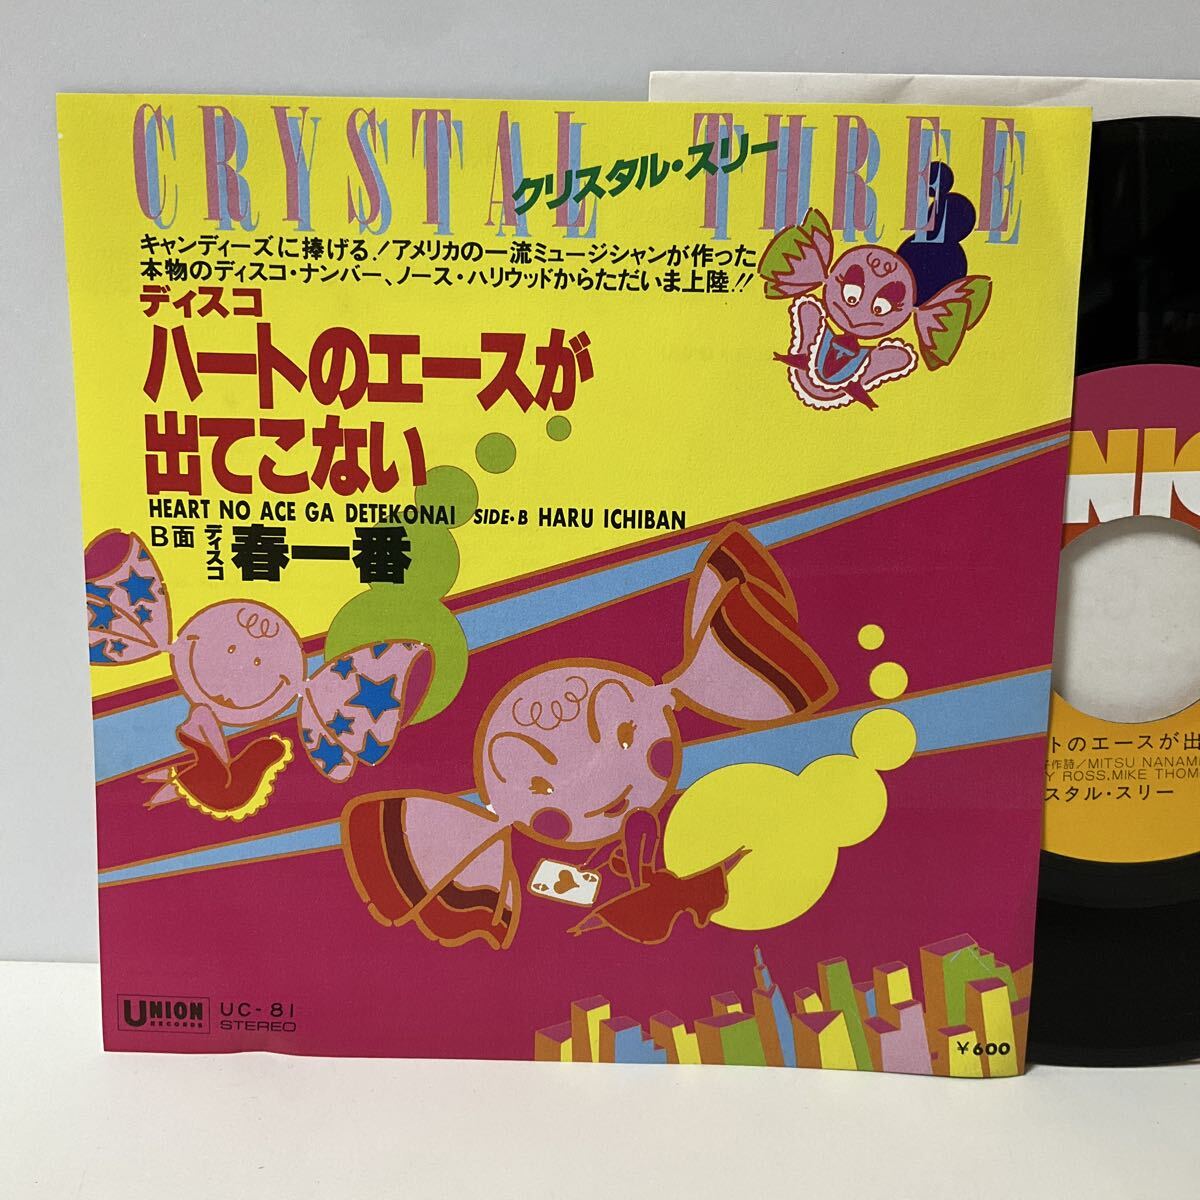 CRYSTAL THREE
クリスタル・スリー
キャンディーズに捧げる!アメリカの一流ミュージシャンが作った
本物のディスコ・ナンバー、ノース・ハリウッドからただいま上陸!!
ディスコ
ハートのエースが
出てこない
HEART NO ACE GA DETEKONAI SIDE・B HARU ICHIBAN
B面 ディスコ 春一番
UNION
RECORDS
UC-81
STEREO
¥600
NIO
トのエースが出
作詩/MITSU NANAM
Y ROSS.MIKE THOM
スタル・スリー